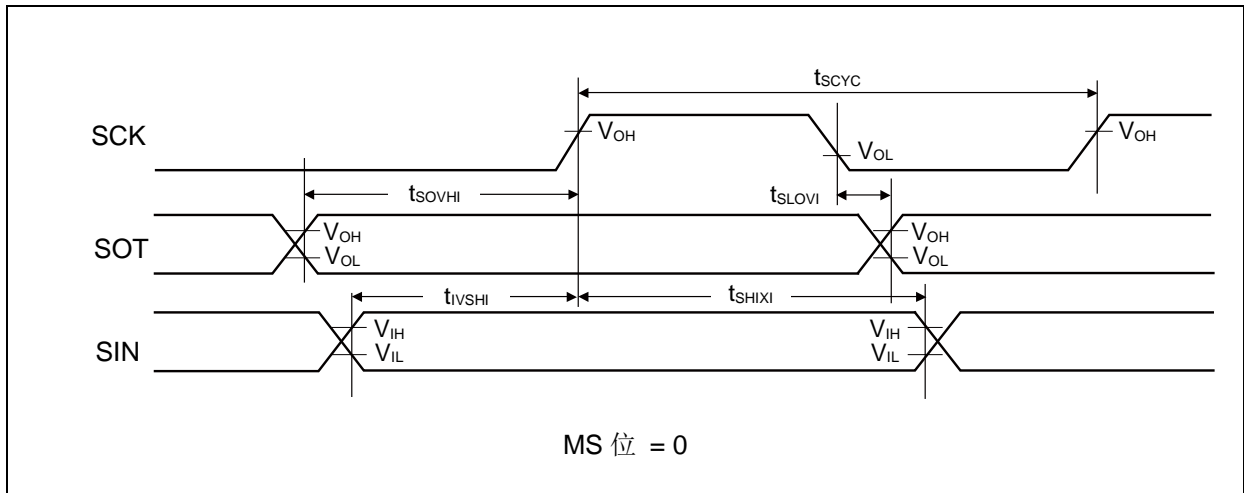 tSCYC
SCK
VOH
VOL
VOH
tSOVHI
tSLOVI
SOT
VOH
VOL
VOH
VOL
tIVSHI
tSHIXI
SIN
VIH
VIL
VIH
VIL
MS 位 = 0